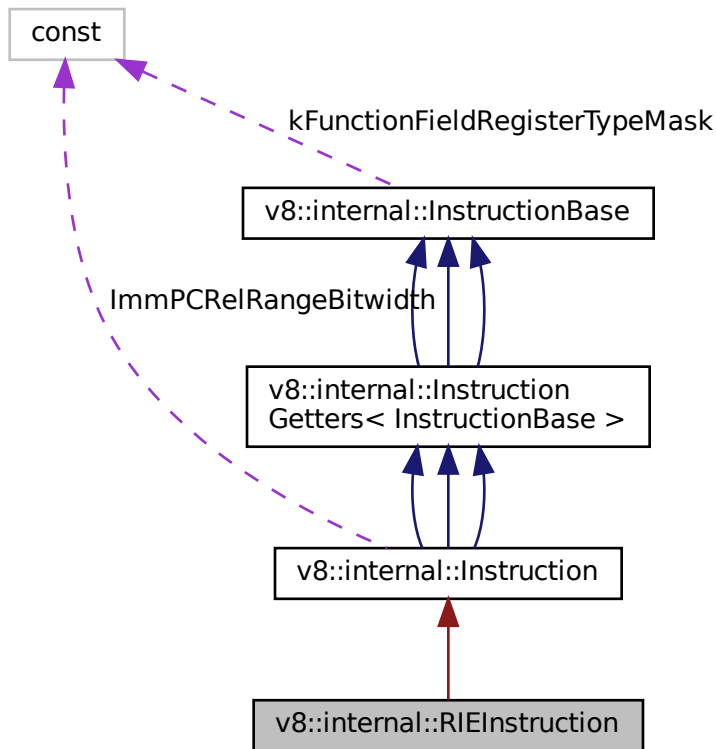 const
kFunctionFieldRegisterTypeMask
v8::internal::InstructionBase
ImmPCRelRangeBitwidth
v8::internal::Instruction
Getters< InstructionBase >
v8::internal::Instruction
v8::internal::RIEInstruction